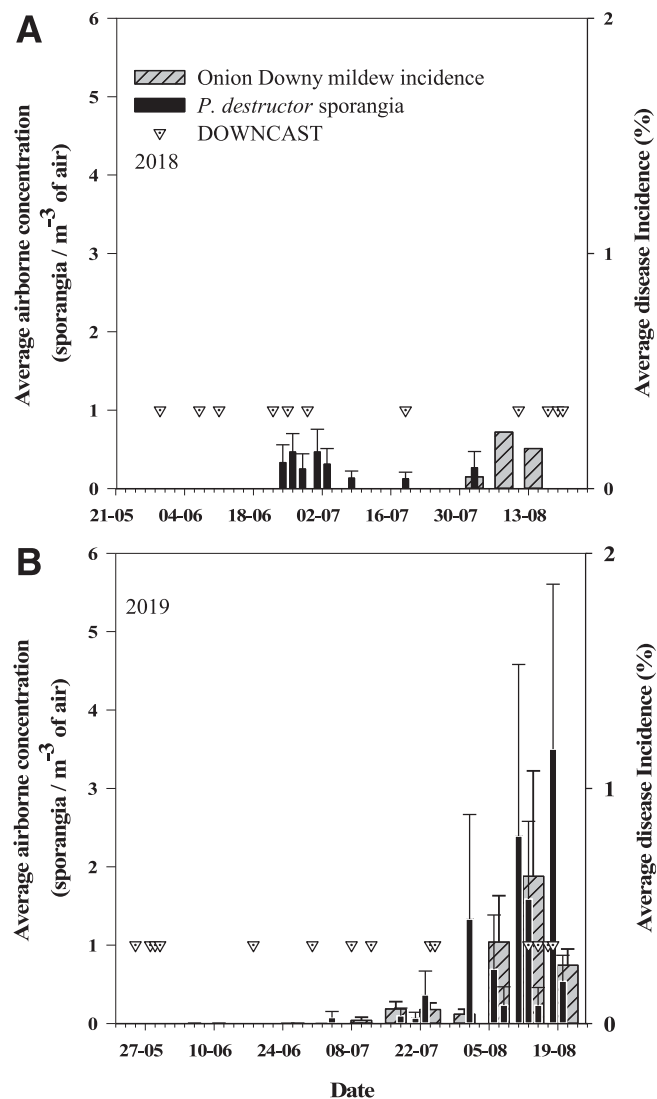 A
6
5
4
3
2
1
0
2
1
0
Average airborne concentration
(sporangia / m⁻³ of air)
Average disease Incidence (%)
Onion Downy mildew incidence
P. destructor sporangia
DOWNCAST
2018
21-05 04-06 18-06 02-07 16-07 30-07 13-08
B
6
5
4
3
2
1
0
2
1
0
Average airborne concentration
(sporangia / m⁻³ of air)
Average disease Incidence (%)
2019
27-05 10-06 24-06 08-07 22-07 05-08 19-08
Date